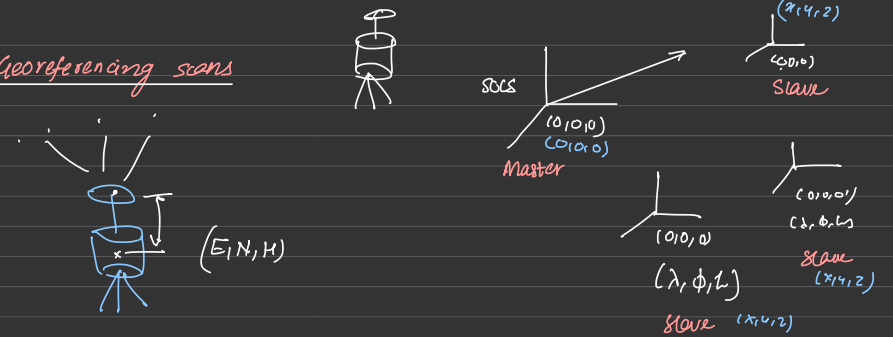 Georeferencing scans
(E, N, H)
SOCS
(0,0,0)
(0,0,0)
Master
(x,y,z)
(0,0,0)
Slave
(0,0,0)
(λ, φ, h)
Slave
(x,y,z)
(0,0,0)
(λ, φ, h)
Slave (x,y,z)